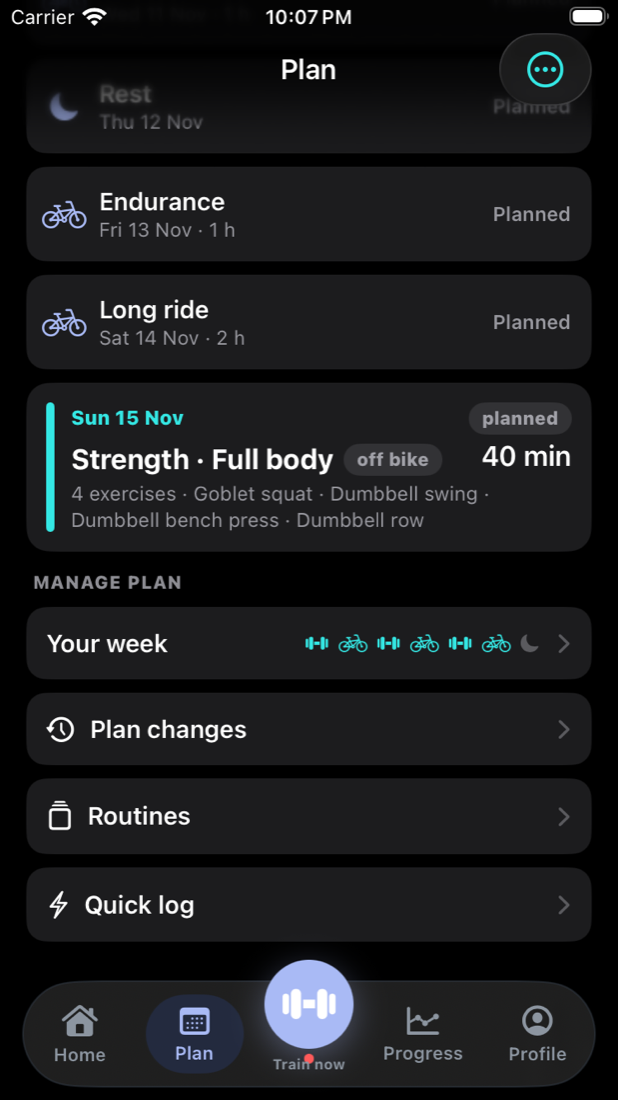 Carrier 10:07 PM
Plan
Rest
Thu 12 Nov
Planned
Endurance
Fri 13 Nov · 1 h
Planned
Long ride
Sat 14 Nov · 2 h
Planned
Sun 15 Nov
planned
Strength · Full body
off bike
40 min
4 exercises · Goblet squat · Dumbbell swing ·
Dumbbell bench press · Dumbbell row
MANAGE PLAN
Your week
Plan changes
Routines
Quick log
Home
Plan
Train now
Progress
Profile